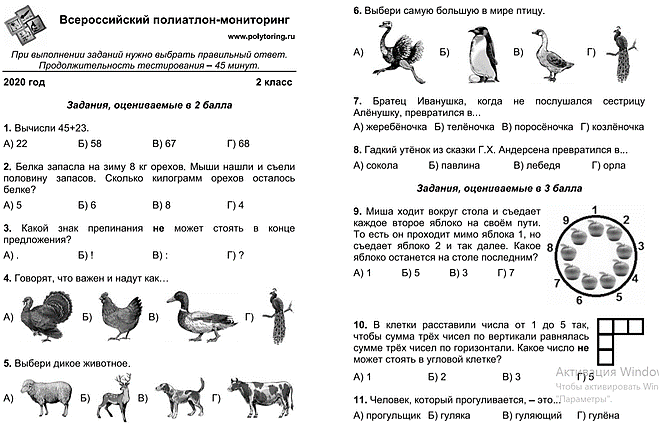 Всероссийский полиатлон-мониторинг
www.polytoring.ru
При выполнении заданий нужно выбрать правильный ответ.
Продолжительность тестирования – 45 минут.
2020 год 2 класс
Задания, оцениваемые в 2 балла
1. Вычисли 45+23.
А) 22 Б) 58 В) 67 Г) 68
2. Белка запасла на зиму 8 кг орехов. Мыши нашли и съели
половину запасов. Сколько килограмм орехов осталось
белке?
А) 5 Б) 6 В) 8 Г) 4
3. Какой знак препинания не может стоять в конце
предложения?
А) . Б) ! В) : Г) ?
4. Говорят, что важен и надут как…
А) Б) В) Г)
5. Выбери дикое животное.
А) Б) В) Г)
6. Выбери самую большую в мире птицу.
А) Б) В) Г)
7. Братец Иванушка, когда не послушался сестрицу
Алёнушку, превратился в...
А) жеребёночка Б) телёночка В) поросёночка Г) козлёночка
8. Гадкий утёнок из сказки Г.Х. Андерсена превратился в...
А) сокола Б) павлина В) лебедя Г) орла
Задания, оцениваемые в 3 балла
9. Миша ходит вокруг стола и съедает
каждое второе яблоко на своём пути.
То есть он проходит мимо яблока 1, но
съедает яблоко 2 и так далее. Какое
яблоко останется на столе последним?
А) 1 Б) 5 В) 3 Г) 7
1
2
3
4
5
6
7
8
9
10. В клетки расставили числа от 1 до 5 так,
чтобы сумма трёх чисел по вертикали равнялась
сумме трёх чисел по горизонтали. Какое число не
может стоять в угловой клетке?
А) 1 Б) 2 В) 3 Г) 5
Активация Windov
Чтобы активировать Win
"Параметры".
11. Человек, который прогуливается, – это...
А) прогульщик Б) гуляка В) гуляющий Г) гулёна